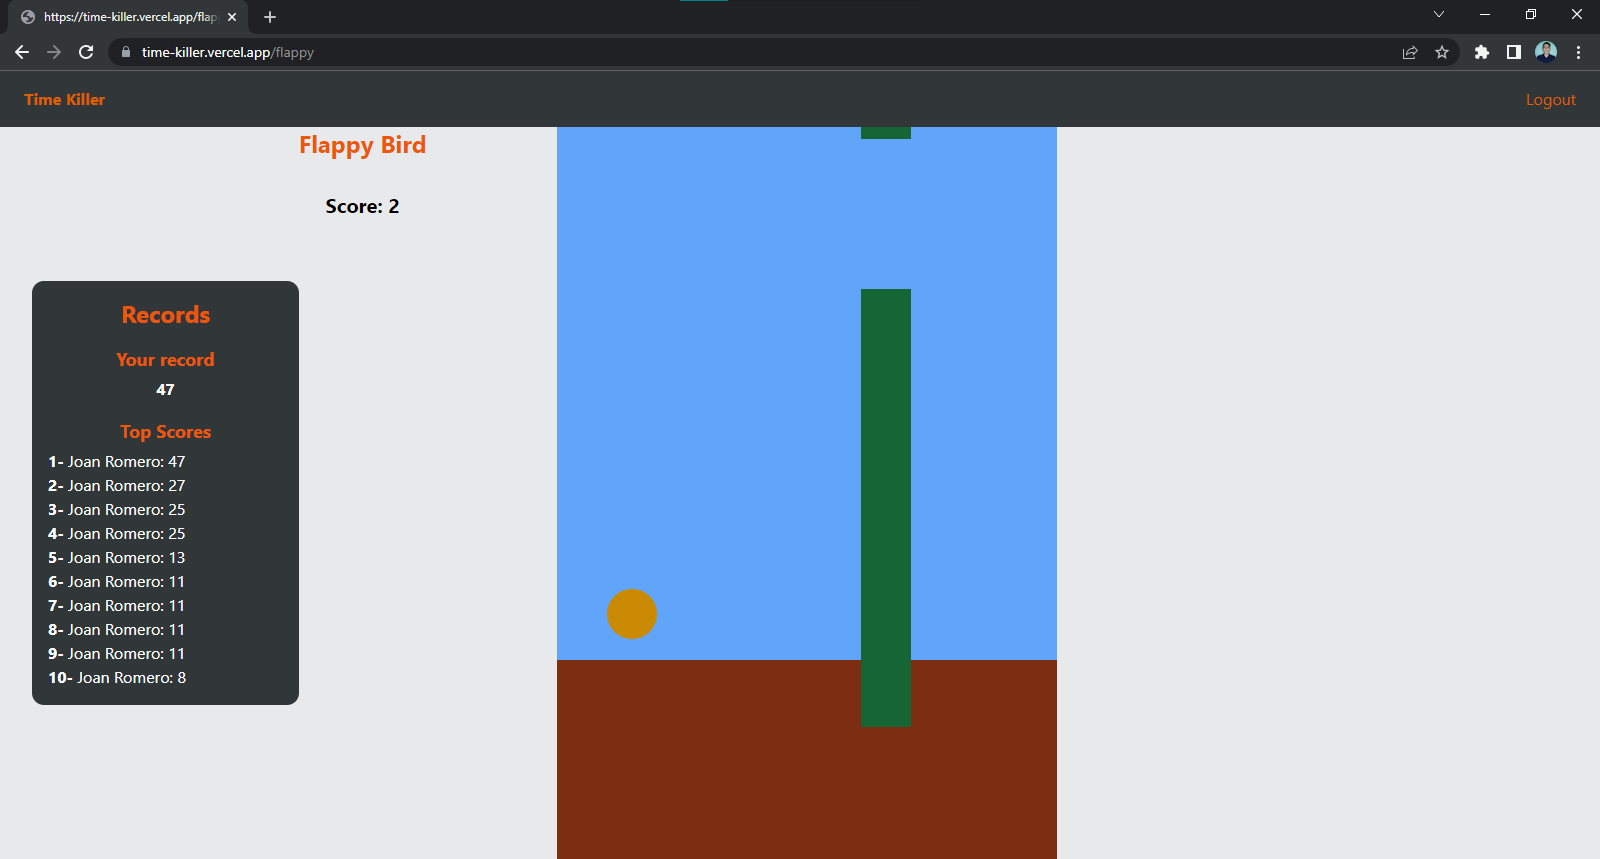 https://time-killer.vercel.app/flap
time-killer.vercel.app/flappy
Time Killer
Logout
Flappy Bird
Score: 2
Records
Your record
47
Top Scores
1- Joan Romero: 47
2- Joan Romero: 27
3- Joan Romero: 25
4- Joan Romero: 25
5- Joan Romero: 13
6- Joan Romero: 11
7- Joan Romero: 11
8- Joan Romero: 11
9- Joan Romero: 11
10- Joan Romero: 8